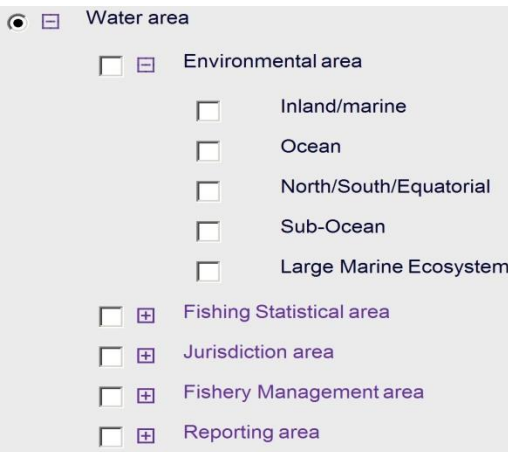 Water area
Environmental area
Inland/marine
Ocean
North/South/Equatorial
Sub-Ocean
Large Marine Ecosystem
Fishing Statistical area
Jurisdiction area
Fishery Management area
Reporting area